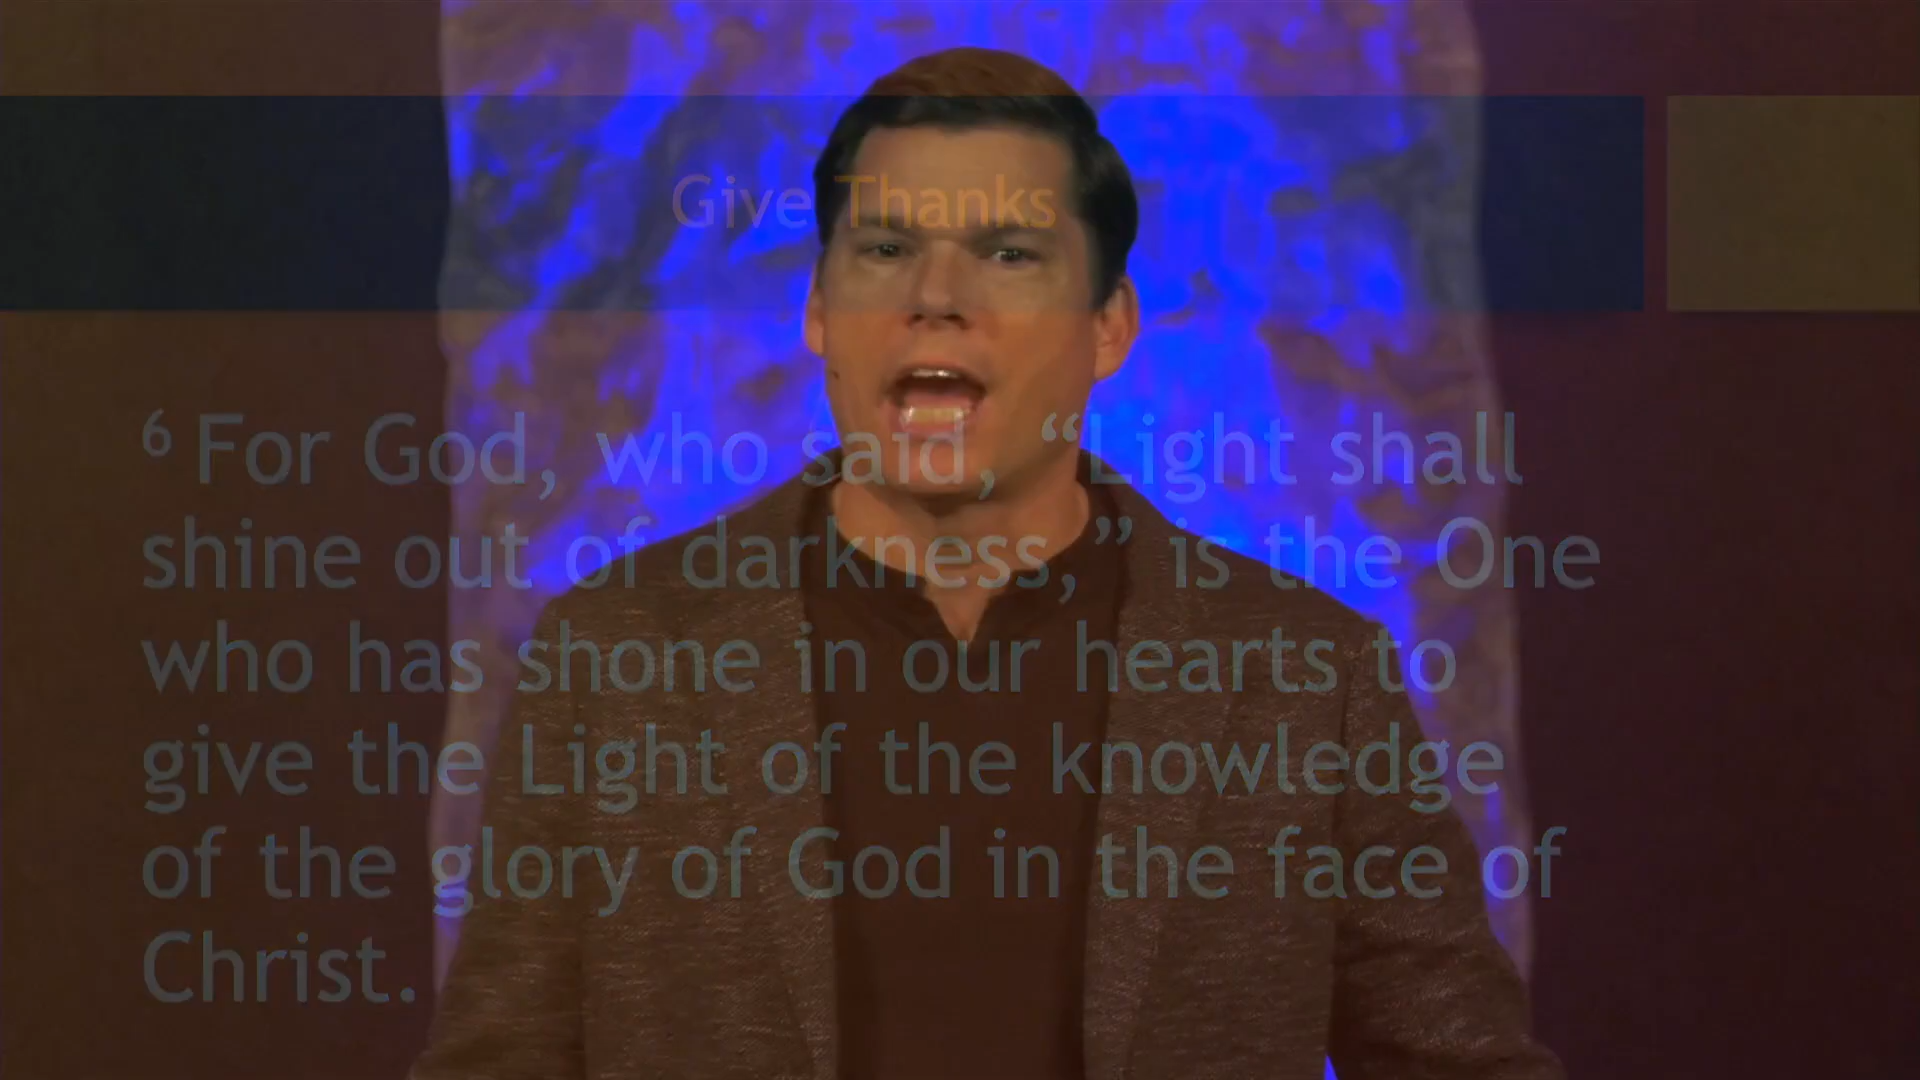 Give Thanks
6 For God, who said, “Light shall
shine out of darkness,” is the One
who has shone in our hearts to
give the Light of the knowledge
of the glory of God in the face of
Christ.